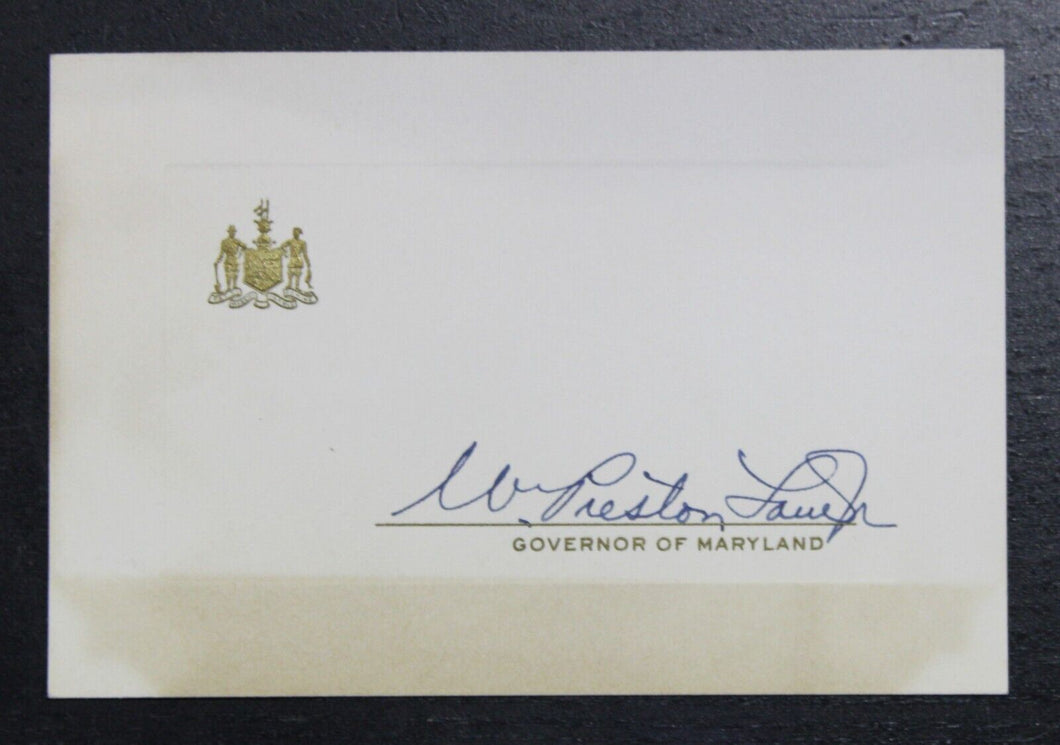 W. Preston Lane Jr
GOVERNOR OF MARYLAND